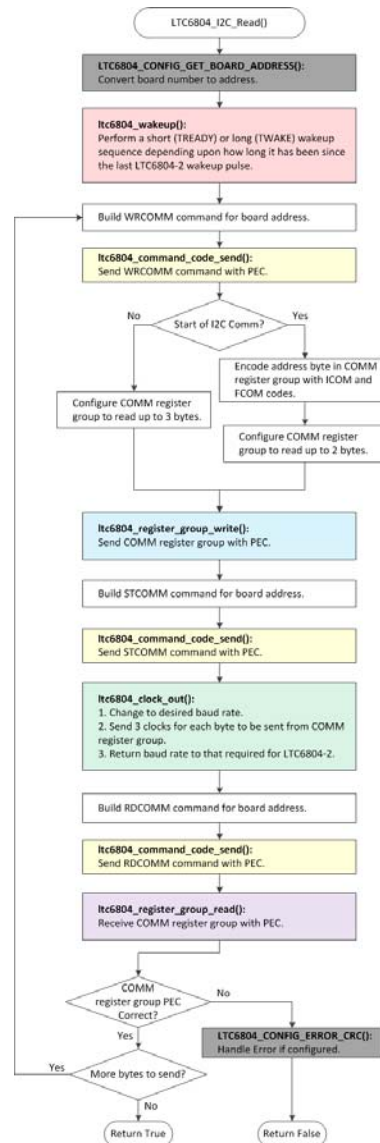 LTC6804_I2C_Read()
LTC6804_CONFIG_GET_BOARD_ADDRESS():
Convert board number to address.
ltc6804_wakeup():
Perform a short (TREADY) or long (TWAKE) wakeup
sequence depending upon how long it has been since
the last LTC6804-2 wakeup pulse.
Build WRCOMM command for board address.
ltc6804_command_code_send():
Send WRCOMM command with PEC.
No
Start of I2C Comm?
Yes
Encode address byte in COMM
register group with ICOM and
FCOM codes.
Configure COMM register
group to read up to 3 bytes.
Configure COMM register
group to read up to 2 bytes.
ltc6804_register_group_write():
Send COMM register group with PEC.
Build STCOMM command for board address.
ltc6804_command_code_send():
Send STCOMM command with PEC.
ltc6804_clock_out():
1. Change to desired baud rate.
2. Send 3 clocks for each byte to be sent from COMM
register group.
3. Return baud rate to that required for LTC6804-2.
Build RDCOMM command for board address.
ltc6804_command_code_send():
Send RDCOMM command with PEC.
ltc6804_register_group_read():
Receive COMM register group with PEC.
COMM
register group PEC
Correct?
No
Yes
LTC6804_CONFIG_ERROR_CRC():
Handle Error if configured.
Yes
More bytes to send?
No
Return True
Return False